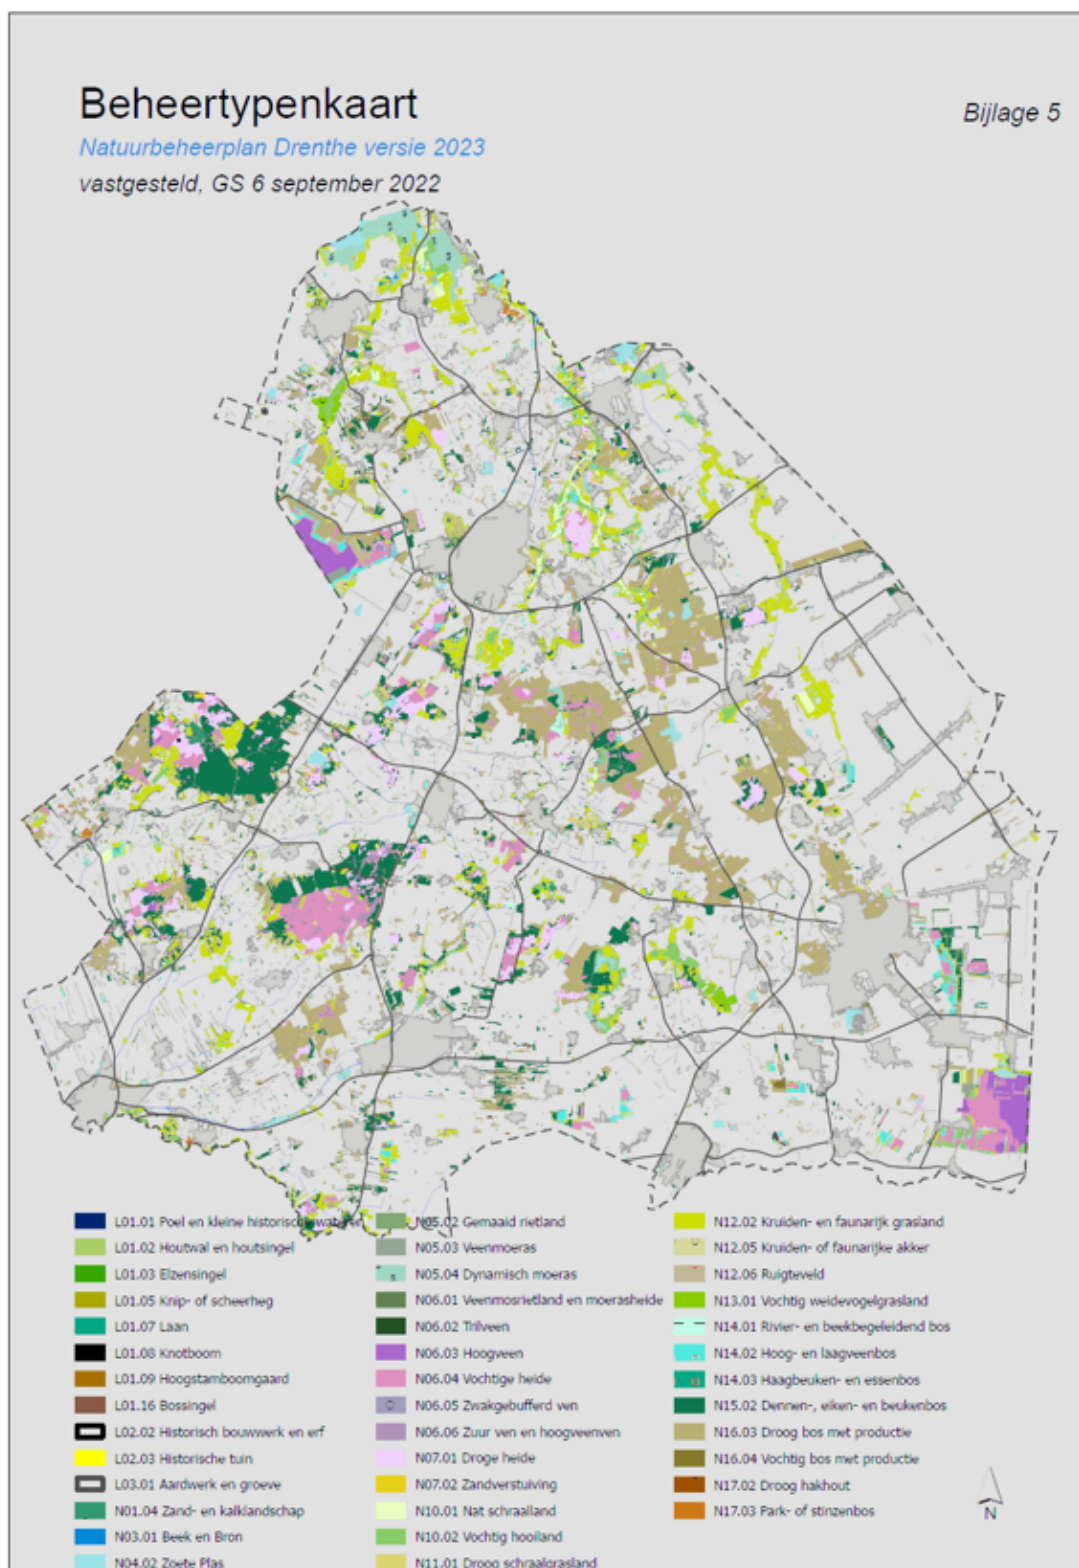 Beheertypenkaart
Bijlage 5
Natuurbeheerplan Drenthe versie 2023
vastgesteld, GS 6 september 2022
L01.01 Poel en kleine historische wateren
L01.02 Houtwal en houtsingel
L01.03 Elzensingel
L01.05 Knip- of scheerheg
L01.07 Laan
L01.08 Knotboom
L01.09 Hoogstamboomgaard
L01.16 Bossingel
L02.02 Historisch bouwwerk en erf
L02.03 Historische tuin
L03.01 Aardwerk en groeve
N01.04 Zand- en kalklandschap
N03.01 Beek en Bron
N04.02 Zoete Plas
N05.02 Gemaaid rietland
N05.03 Veenmoeras
N05.04 Dynamisch moeras
N06.01 Veenmosrietland en moerasheide
N06.02 Trilveen
N06.03 Hoogveen
N06.04 Vochtige heide
N06.05 Zwakgebufferd ven
N06.06 Zuur ven en hoogveenven
N07.01 Droge heide
N07.02 Zandverstuiving
N10.01 Nat schraalland
N10.02 Vochtig hooiland
N11.01 Droog schraalgrasland
N12.02 Kruiden- en faunarijk grasland
N12.05 Kruiden- of faunarijke akker
N12.06 Ruigteveld
N13.01 Vochtig weidevogelgrasland
N14.01 Rivier- en beekbegeleidend bos
N14.02 Hoog- en laagveenbos
N14.03 Haagbeuken- en essenbos
N15.02 Dennen-, eiken- en beukenbos
N16.03 Droog bos met productie
N16.04 Vochtig bos met productie
N17.02 Droog hakhout
N17.03 Park- of stinzenbos
N